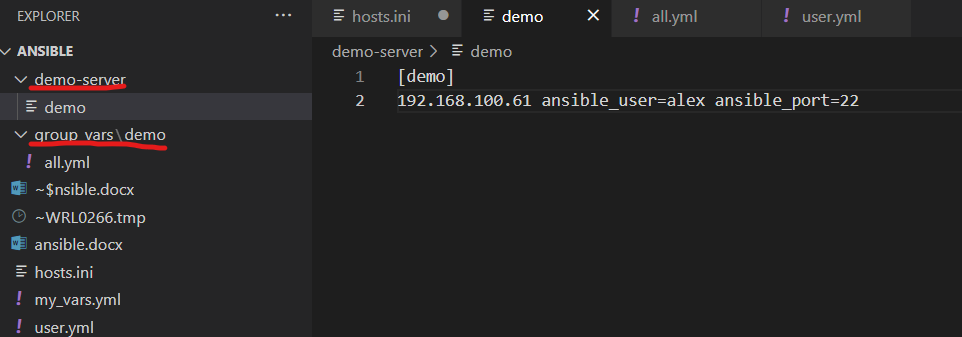 EXPLORER ···
ANSIBLE
demo-server
demo
group_vars\demo
! all.yml
~$nsible.docx
~WRL0266.tmp
ansible.docx
hosts.ini
! my_vars.yml
! user.yml
hosts.ini
demo
! all.yml
! user.yml
demo-server > demo
1 [demo]
2 192.168.100.61 ansible_user=alex ansible_port=22